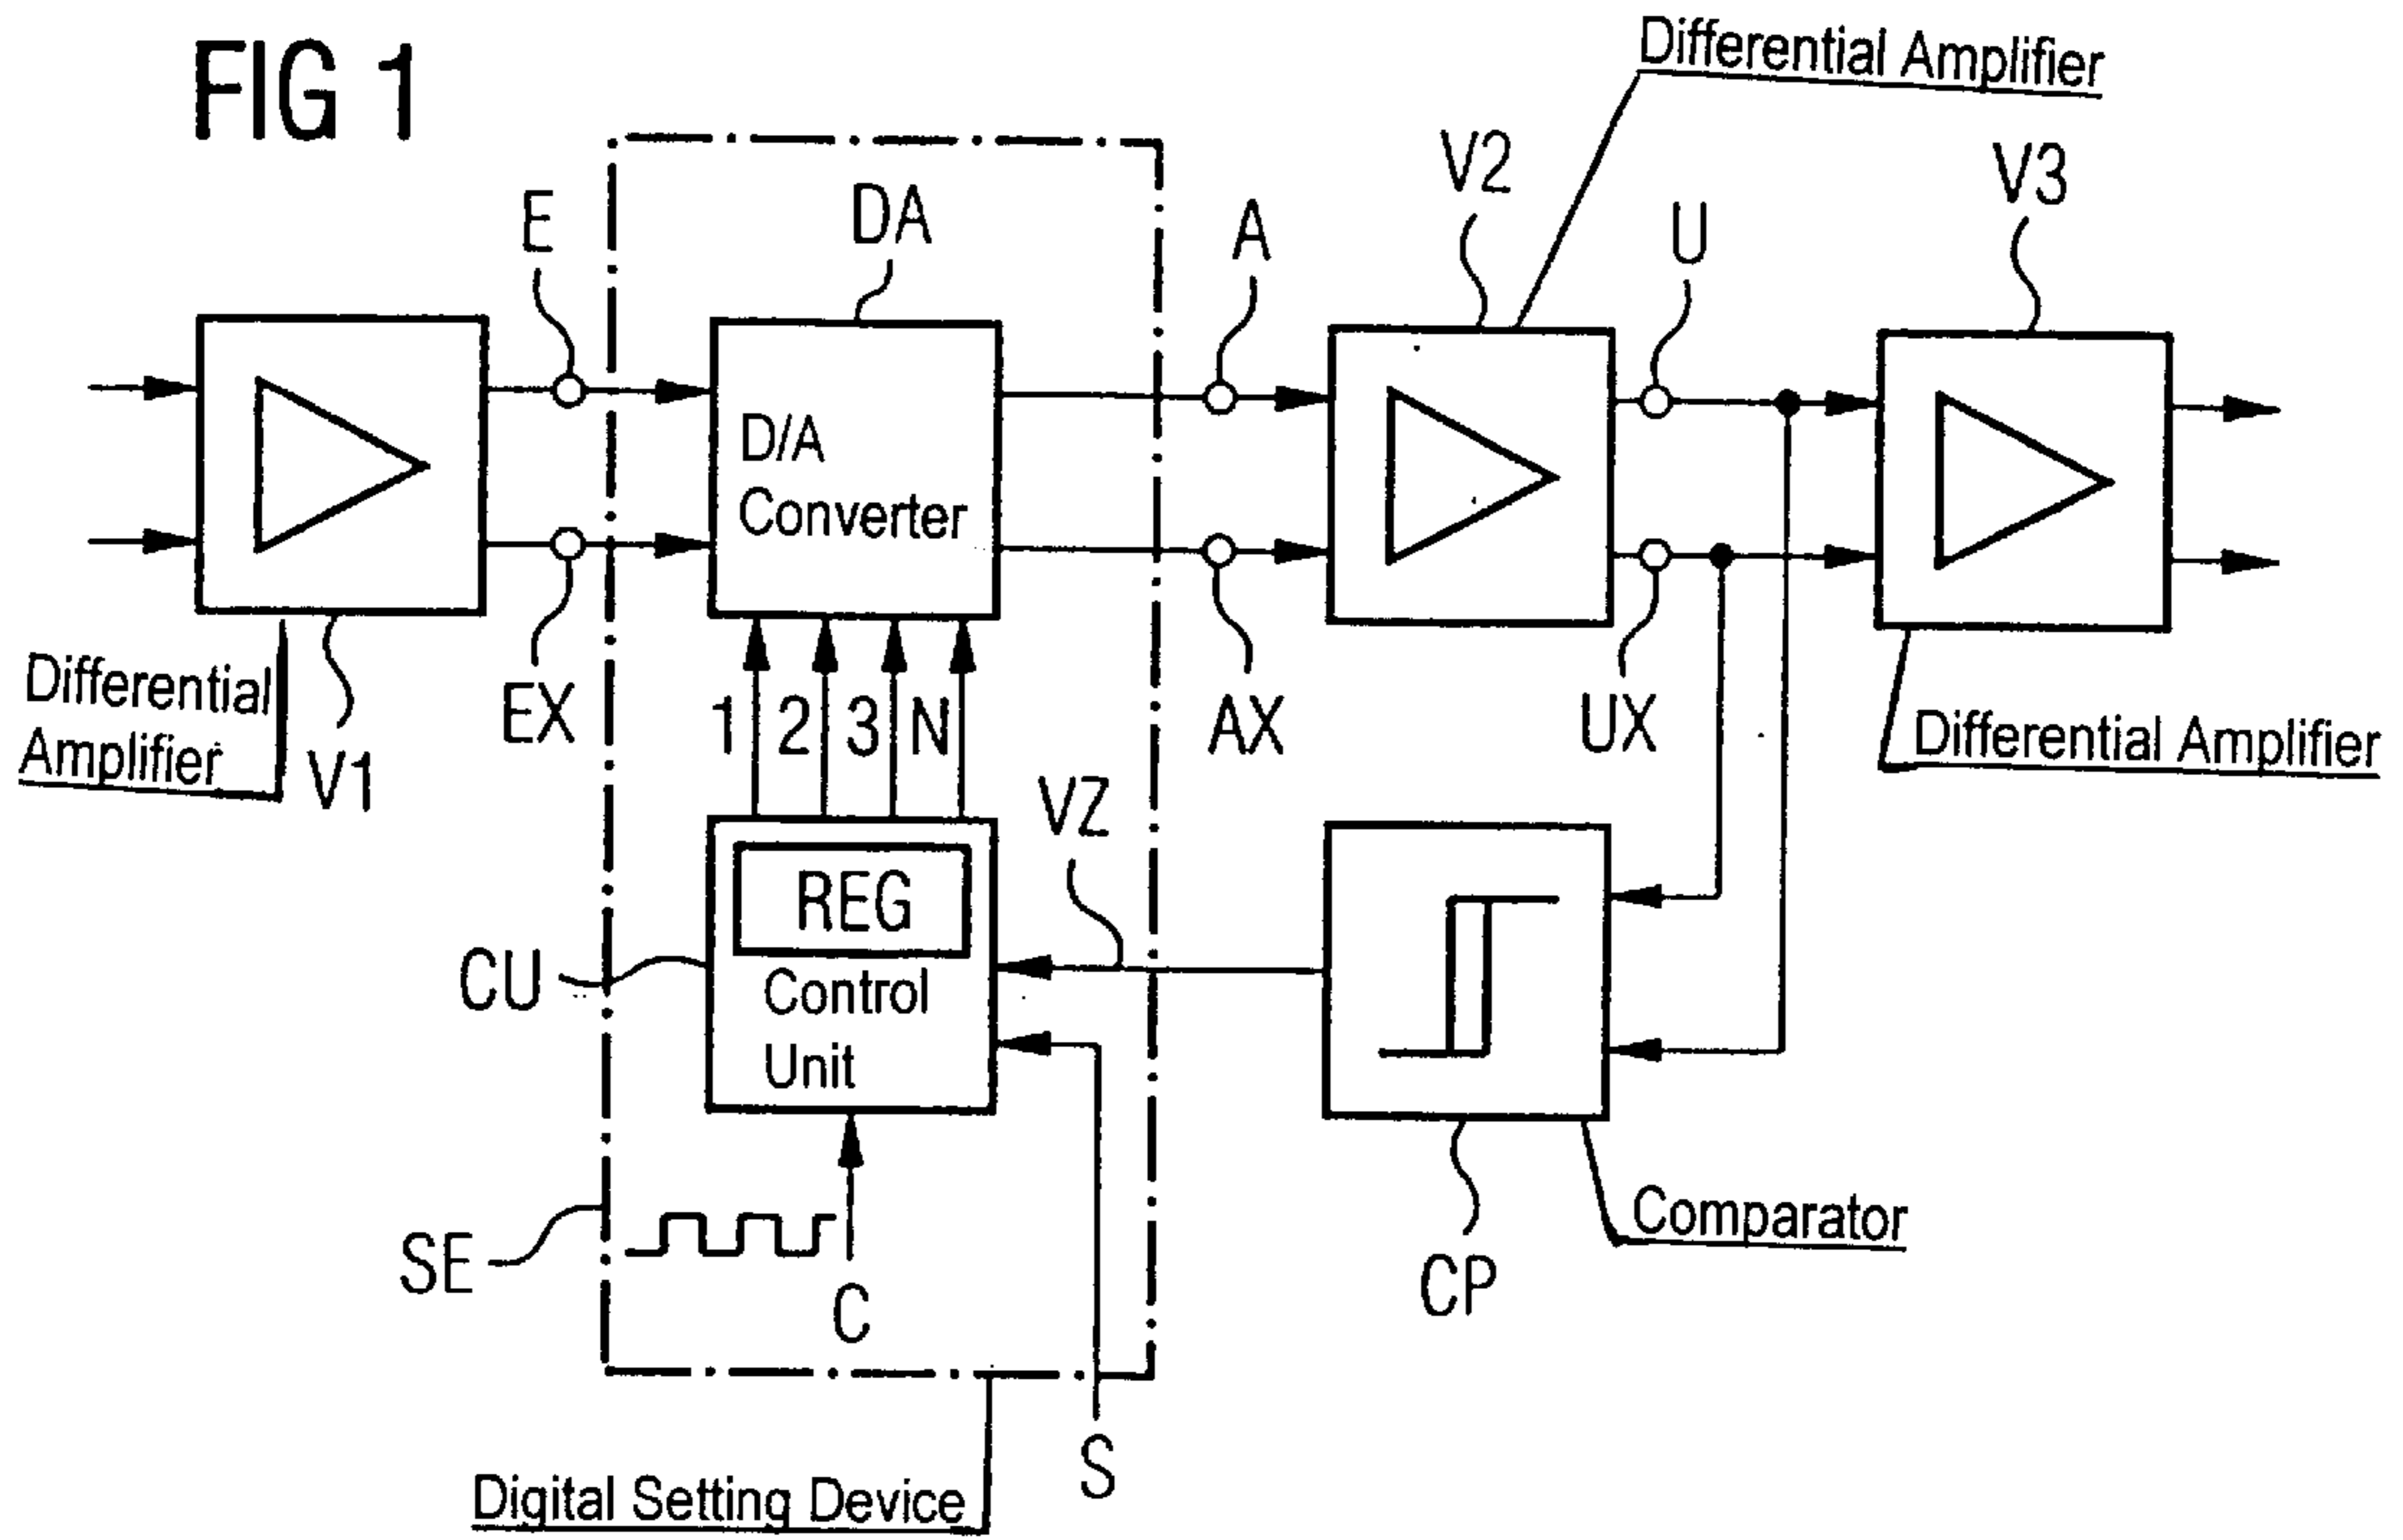 FIG 1
Differential Amplifier
V2
V3
E
DA
A
U
D/A
Converter
Differential
Amplifier
V1
EX
1 2 3 N
AX
UX
Differential Amplifier
VZ
REG
Control
Unit
CU
SE
C
CP
Comparator
S
Digital Setting Device